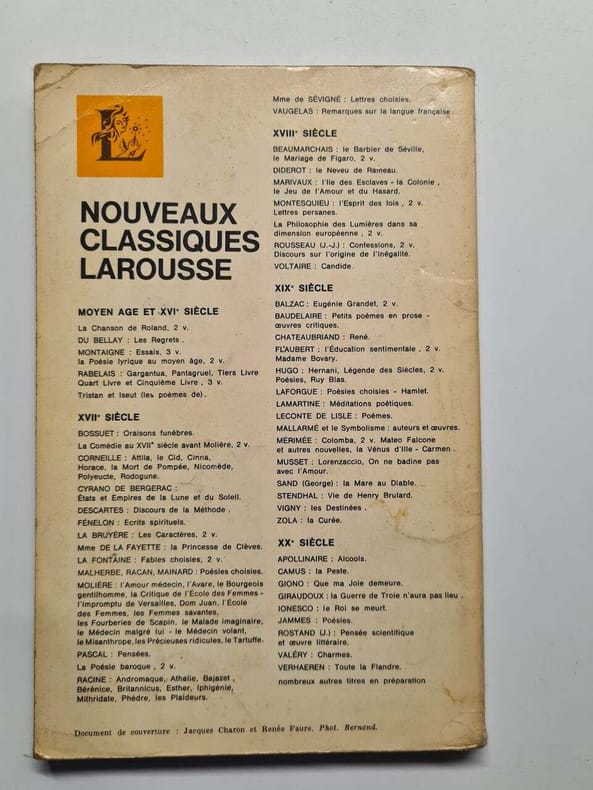 L
NOUVEAUX
CLASSIQUES
LAROUSSE
MOYEN AGE ET XVIᵉ SIÈCLE
La Chanson de Roland, 2 v.
DU BELLAY : Les Regrets .
MONTAIGNE : Essais, 3 v.
la Poésie lyrique au moyen âge, 2 v.
RABELAIS : Gargantua, Pantagruel, Tiers Livre
Quart Livre et Cinquième Livre , 3 v.
Tristan et Iseut (les poèmes de) .
XVIIᵉ SIÈCLE
BOSSUET : Oraisons funèbres.
La Comédie au XVIIᵉ siècle avant Molière, 2 v.
CORNEILLE : Attila, le Cid, Cinna,
Horace, la Mort de Pompée, Nicomède,
Polyeucte, Rodogune.
CYRANO DE BERGERAC :
États et Empires de la Lune et du Soleil.
DESCARTES : Discours de la Méthode .
FÉNELON : Ecrits spirituels.
LA BRUYÈRE : Les Caractères, 2 v.
Mme DE LA FAYETTE : la Princesse de Clèves.
LA FONTAINE : Fables choisies, 2 v.
MALHERBE, RACAN, MAINARD : Poésies choisies.
MOLIÈRE : l'Amour médecin, l'Avare, le Bourgeois
gentilhomme, la Critique de l'École des Femmes -
l'Impromptu de Versailles, Dom Juan, l'École
des Femmes, les Femmes savantes,
les Fourberies de Scapin, le Malade imaginaire,
le Médecin malgré lui - le Médecin volant,
le Misanthrope, les Précieuses ridicules, le Tartuffe.
PASCAL : Pensées.
La Poésie baroque , 2 v.
RACINE : Andromaque, Athalie, Bajazet ,
Bérénice, Britannicus, Esther, Iphigénie,
Mithridate, Phèdre, les Plaideurs.
Mme de SÉVIGNÉ : Lettres choisies.
VAUGELAS : Remarques sur la langue française.
XVIIIᵉ SIÈCLE
BEAUMARCHAIS : le Barbier de Séville,
le Mariage de Figaro, 2 v.
DIDEROT : le Neveu de Rameau.
MARIVAUX : l'Ile des Esclaves - la Colonie ,
le Jeu de l'Amour et du Hasard.
MONTESQUIEU : l'Esprit des lois , 2 v.
Lettres persanes.
La Philosophie des Lumières dans sa
dimension européenne , 2 v.
ROUSSEAU (J.-J.) : Confessions, 2 v.
Discours sur l'origine de l'inégalité.
VOLTAIRE : Candide.
XIXᵉ SIÈCLE
BALZAC : Eugénie Grandet, 2 v.
BAUDELAIRE : Petits poèmes en prose -
œuvres critiques.
CHATEAUBRIAND : René.
FLAUBERT : l'Éducation sentimentale , 2 v.
Madame Bovary.
HUGO : Hernani, Légende des Siècles, 2 v.
Poésies, Ruy Blas.
LAFORGUE : Poésies choisies - Hamlet.
LAMARTINE : Méditations poétiques.
LECONTE DE LISLE : Poèmes.
MALLARMÉ et le Symbolisme : auteurs et œuvres.
MÉRIMÉE : Colomba, 2 v. Mateo Falcone
et autres nouvelles, la Vénus d'Ille - Carmen .
MUSSET : Lorenzaccio, On ne badine pas
avec l'Amour.
SAND (George) : la Mare au Diable.
STENDHAL : Vie de Henry Brulard.
VIGNY : les Destinées .
ZOLA : la Curée.
XXᵉ SIÈCLE
APOLLINAIRE : Alcools.
CAMUS : la Peste.
GIONO : Que ma Joie demeure.
GIRAUDOUX : la Guerre de Troie n'aura pas lieu .
IONESCO : le Roi se meurt.
JAMMES : Poésies.
ROSTAND (J.) : Pensée scientifique
et œuvre littéraire.
VALÉRY : Charmes.
VERHAEREN : Toute la Flandre.
nombreux autres titres en préparation
Document de couverture : Jacques Charon et Renée Faure. Phot. Bernand.